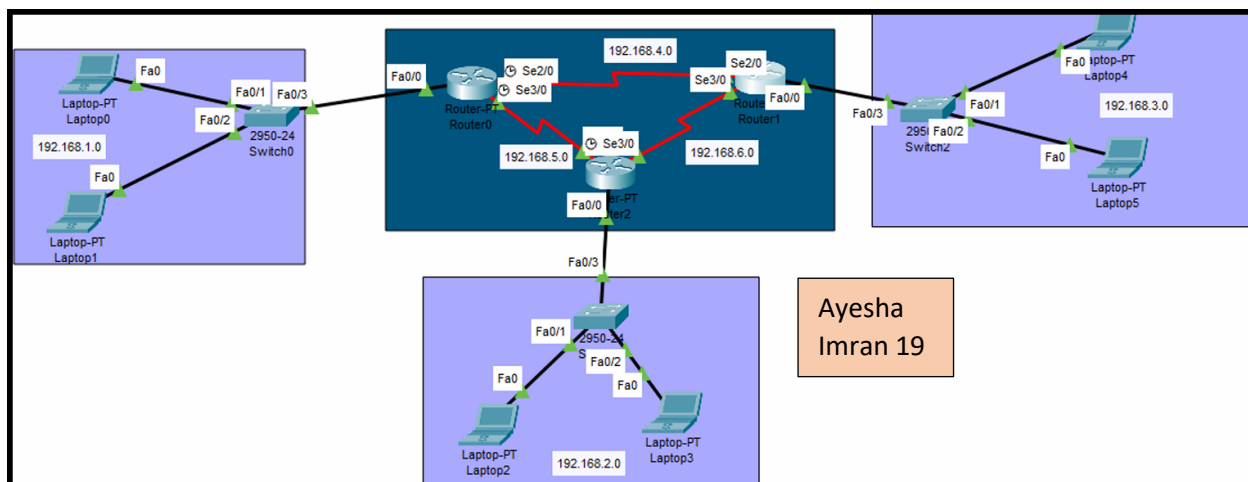 192.168.4.0
Fa0/0
Se2/0
Se3/0
Router-PT
Router0
Se2/0
Se3/0
Router1
Fa0/0
192.168.5.0
Se3/0
192.168.6.0
Fa0/0
Fa0
Laptop-PT
Laptop0
Fa0/1
Fa0/3
Fa0/2
2950-24
Switch0
192.168.1.0
Fa0
Laptop-PT
Laptop1
Fa0
Laptop4
Fa0/3
Fa0/1
Fa0/2
Switch2
192.168.3.0
Fa0
Laptop-PT
Laptop5
Fa0/3
Fa0/1
2950-24
Fa0/2
Fa0
Fa0
Laptop-PT
Laptop2
Laptop-PT
Laptop3
192.168.2.0
Ayesha
Imran 19